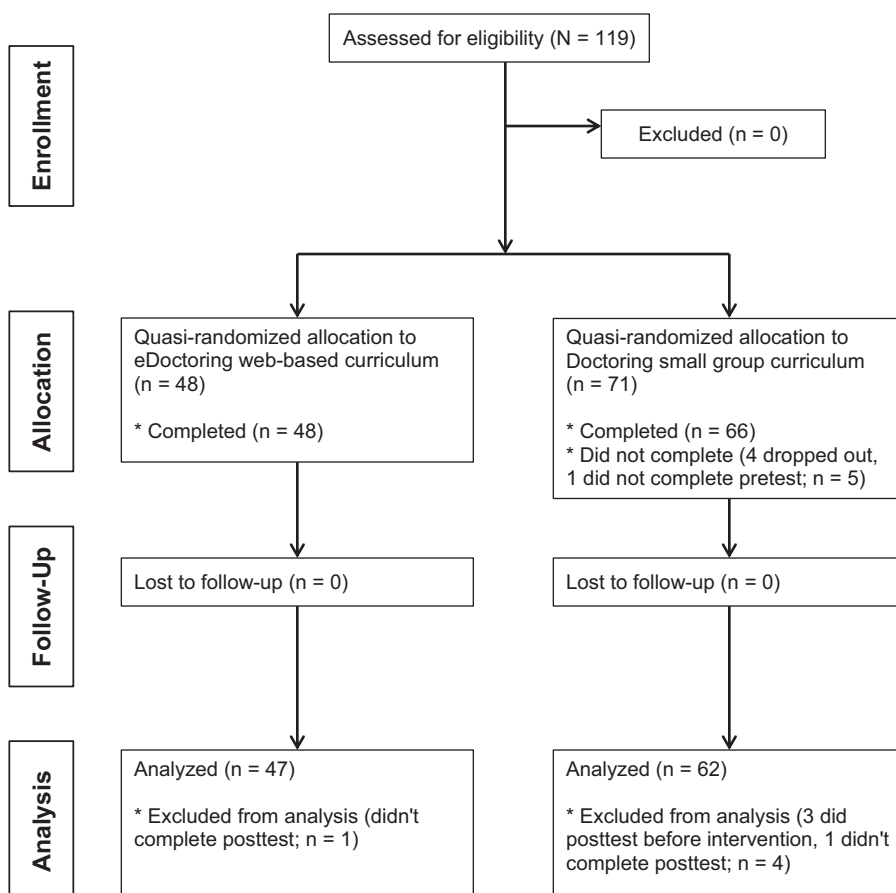 Enrollment
Assessed for eligibility (N = 119)
Excluded (n = 0)
Allocation
Quasi-randomized allocation to
eDoctoring web-based curriculum
(n = 48)
* Completed (n = 48)
Quasi-randomized allocation to
Doctoring small group curriculum
(n = 71)
* Completed (n = 66)
* Did not complete (4 dropped out,
1 did not complete pretest; n = 5)
Follow-Up
Lost to follow-up (n = 0)
Lost to follow-up (n = 0)
Analysis
Analyzed (n = 47)
* Excluded from analysis (didn't
complete posttest; n = 1)
Analyzed (n = 62)
* Excluded from analysis (3 did
posttest before intervention, 1 didn't
complete posttest; n = 4)